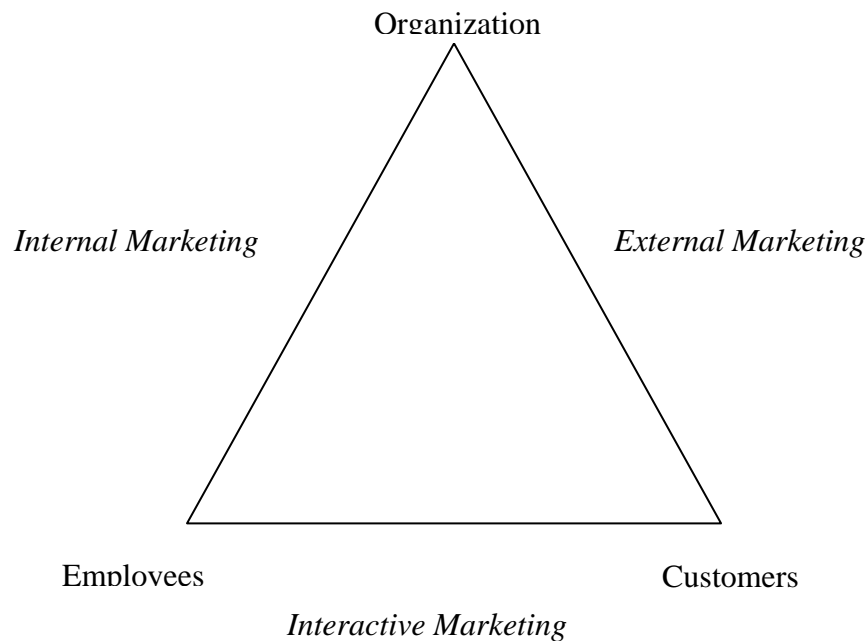 Organization
Internal Marketing
External Marketing
Employees
Customers
Interactive Marketing